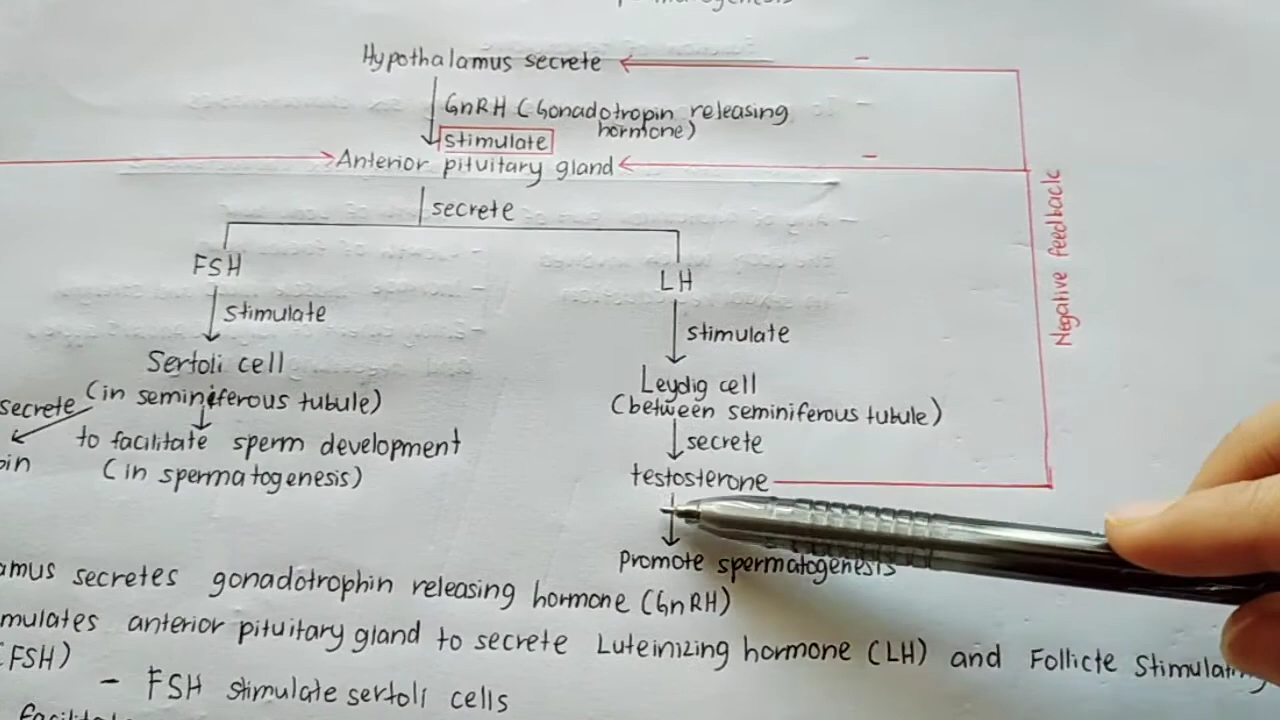 Hypothalamus secrete
-
GnRH (Gonadotropin releasing
hormone)
stimulate
Anterior pituitary gland
-
secrete
Negative feedback
FSH
LH
stimulate
stimulate
Sertoli cell
Leydig cell
secrete (in seminiferous tubule)
(between seminiferous tubule)
to facilitate sperm development
secrete
(in spermatogenesis)
testosterone
Promote spermatogenesis
secretes gonadotrophin releasing hormone (GnRH)
anterior pituitary gland to secrete Luteinizing hormone (LH) and Follicte Stimulating
(FSH)
- FSH stimulate sertoli cells